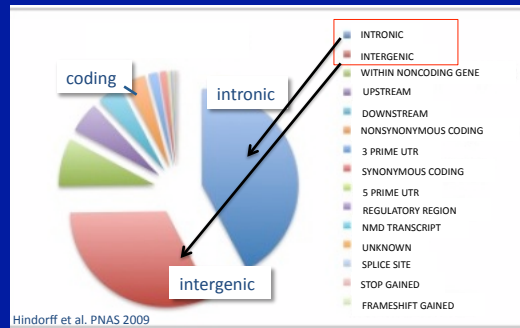 coding
intronic
intergenic
INTRONIC
INTERGENIC
WITHIN NONCODING GENE
UPSTREAM
DOWNSTREAM
NONSYNONYMOUS CODING
3 PRIME UTR
SYNONYMOUS CODING
5 PRIME UTR
REGULATORY REGION
NMD TRANSCRIPT
UNKNOWN
SPLICE SITE
STOP GAINED
FRAMESHIFT GAINED
Hindorff et al. PNAS 2009